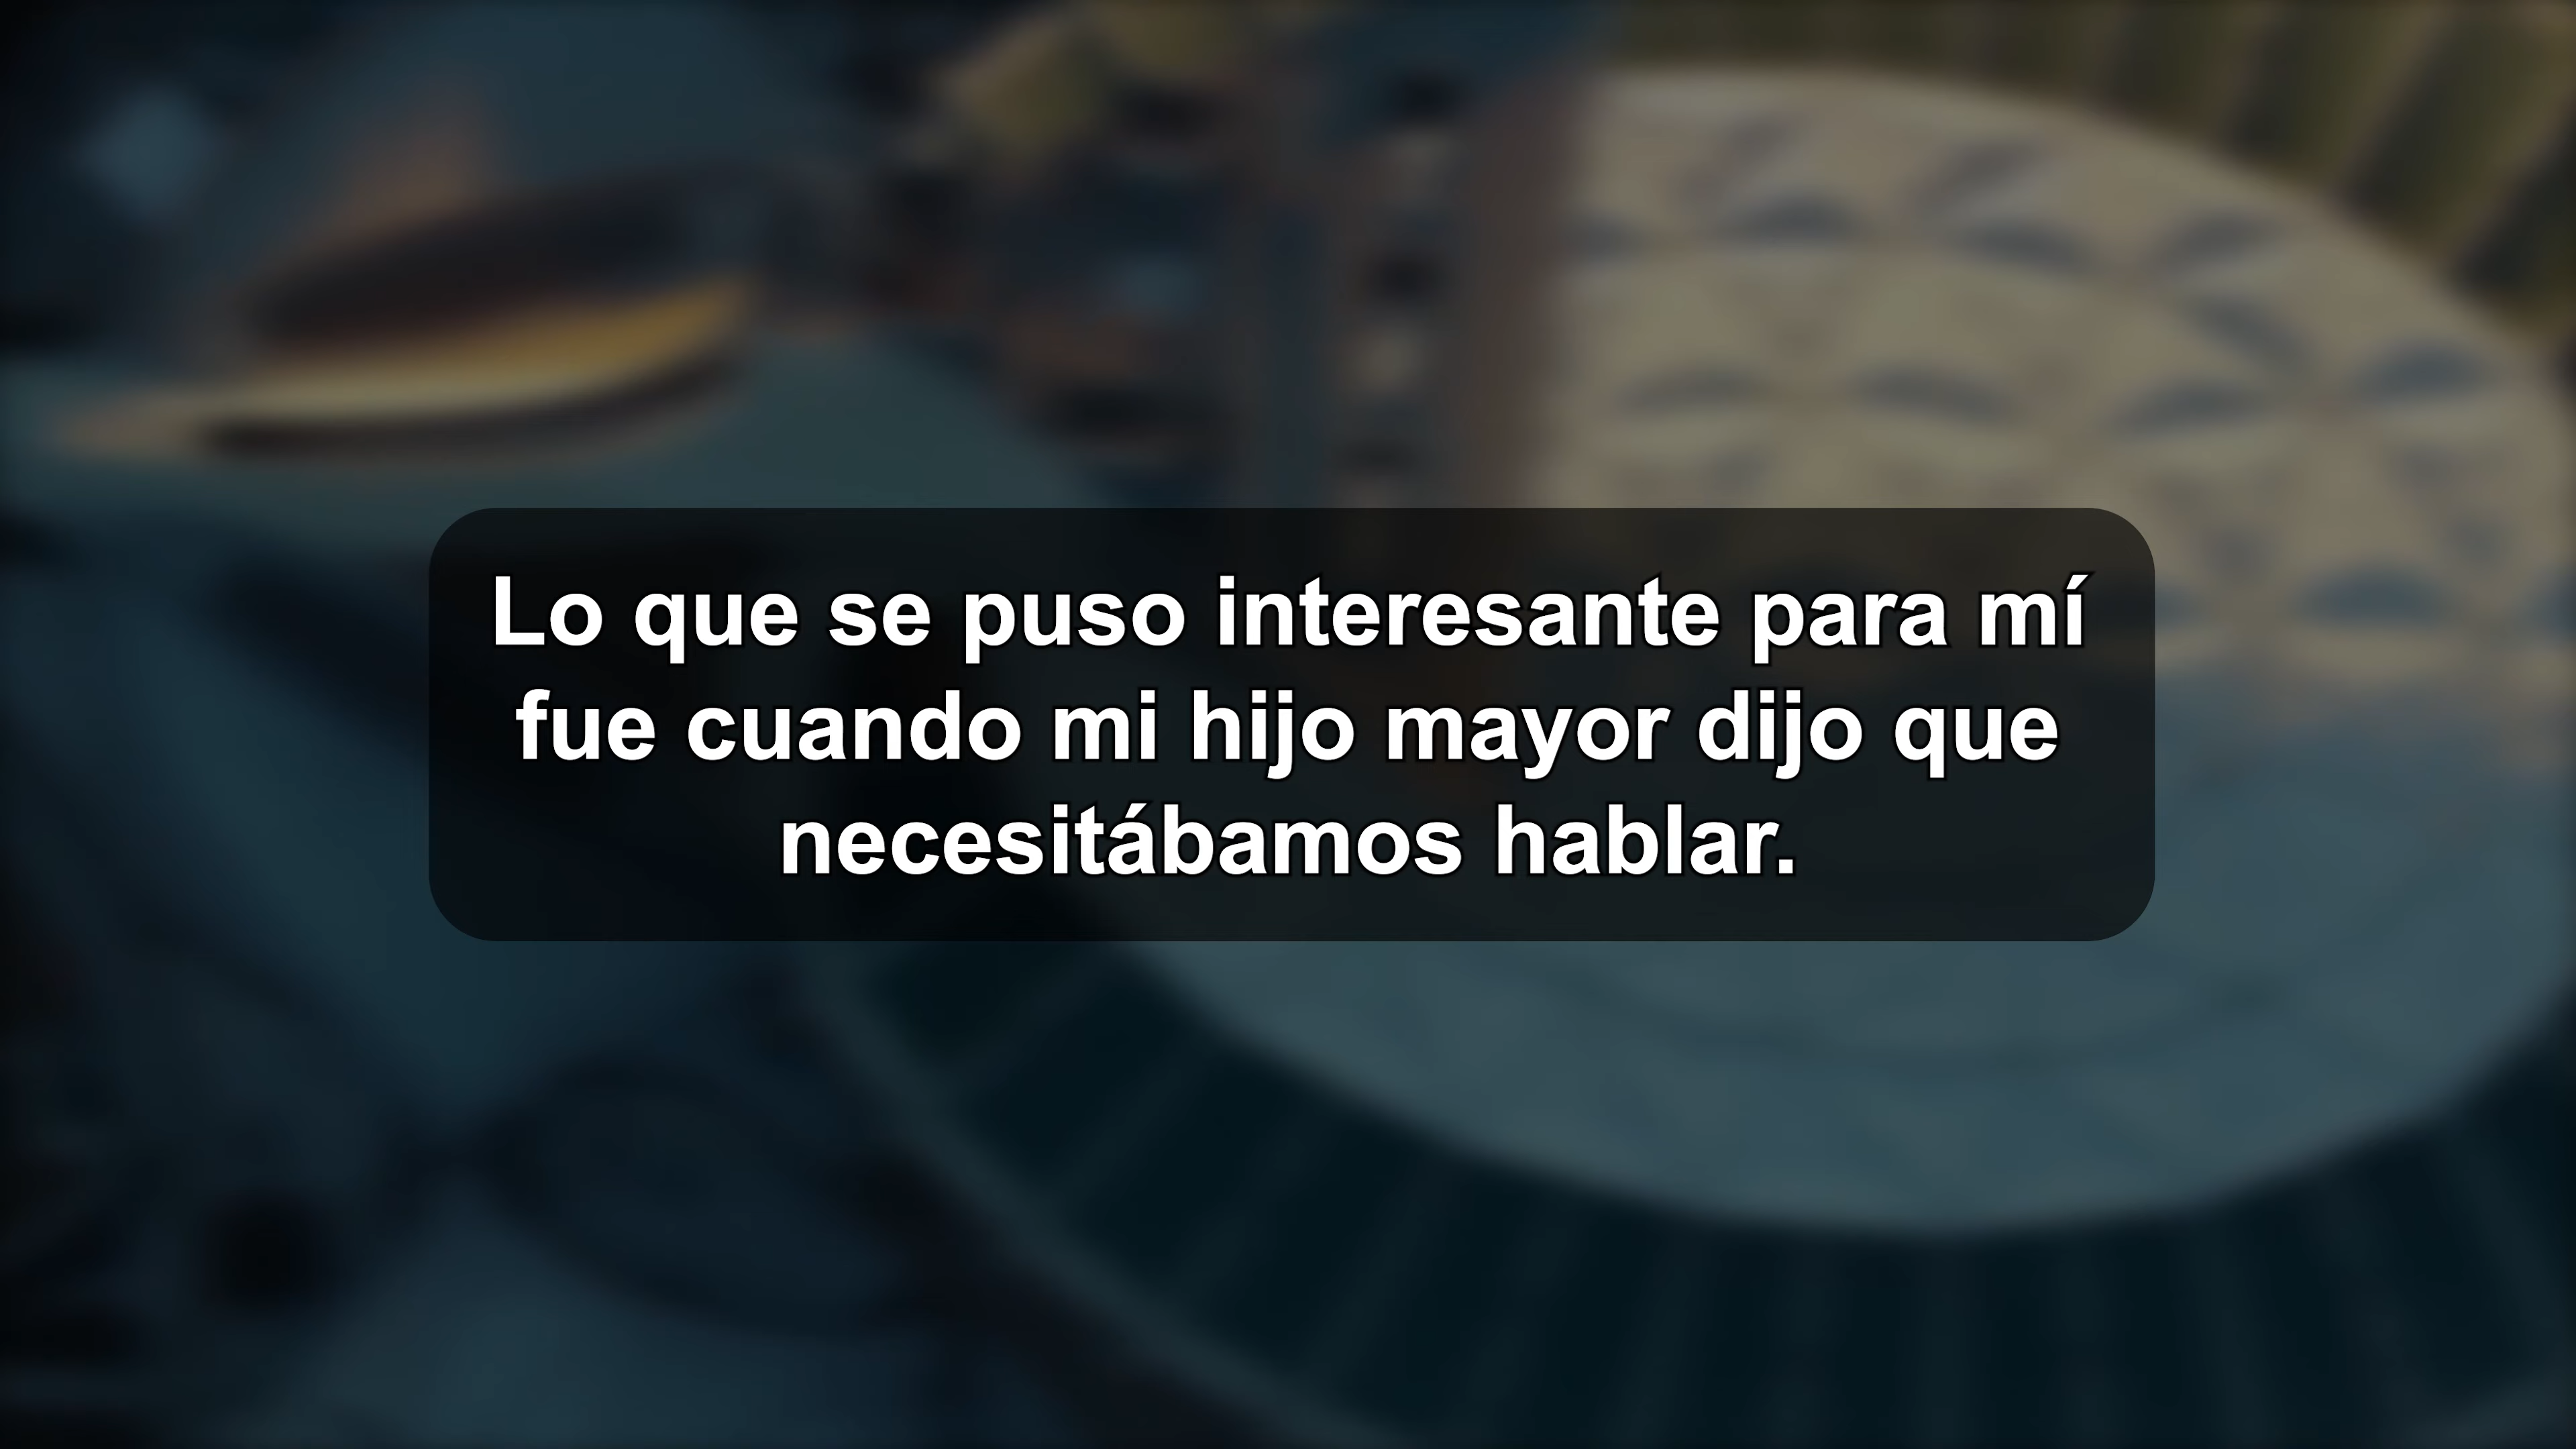 Lo que se puso interesante para mí
fue cuando mi hijo mayor dijo que
necesitábamos hablar.